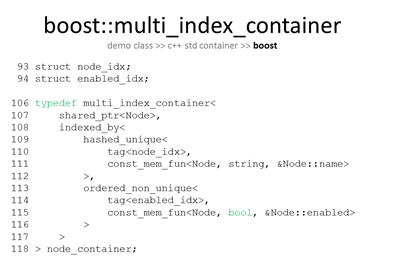 boost::multi_index_container
demo class >> c++ std container >> boost
93 struct node_idx;
94 struct enabled_idx;
106 typedef multi_index_container<
107     shared_ptr<Node>,
108     indexed_by<
109         hashed_unique<
110             tag<node_idx>,
111             const_mem_fun<Node, string, &Node::name>
112         >,
113         ordered_non_unique<
114             tag<enabled_idx>,
115             const_mem_fun<Node, bool, &Node::enabled>
116         >
117     >
118 > node_container;